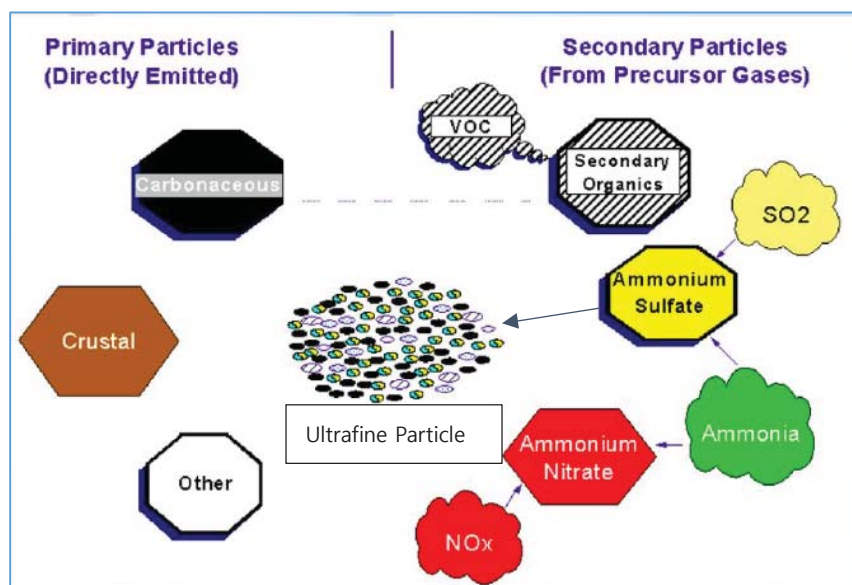 Primary Particles
(Directly Emitted)
Secondary Particles
(From Precursor Gases)
VOC
Carbonaceous
Secondary
Organics
SO2
Ammonium
Sulfate
Crustal
Ultrafine Particle
Ammonium
Nitrate
Ammonia
Other
NOx